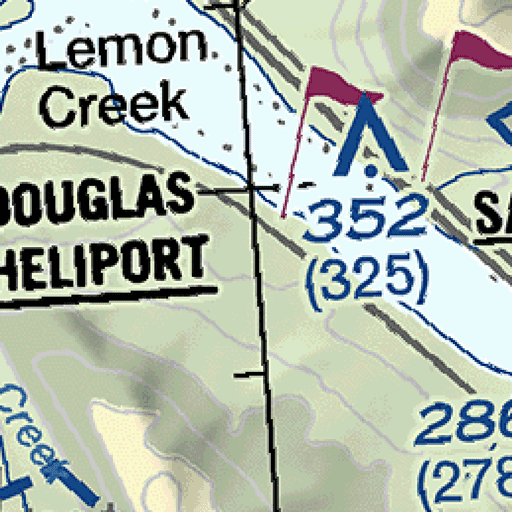 Lemon
Creek
DOUGLAS
HELIPORT
352
(325)
Creek